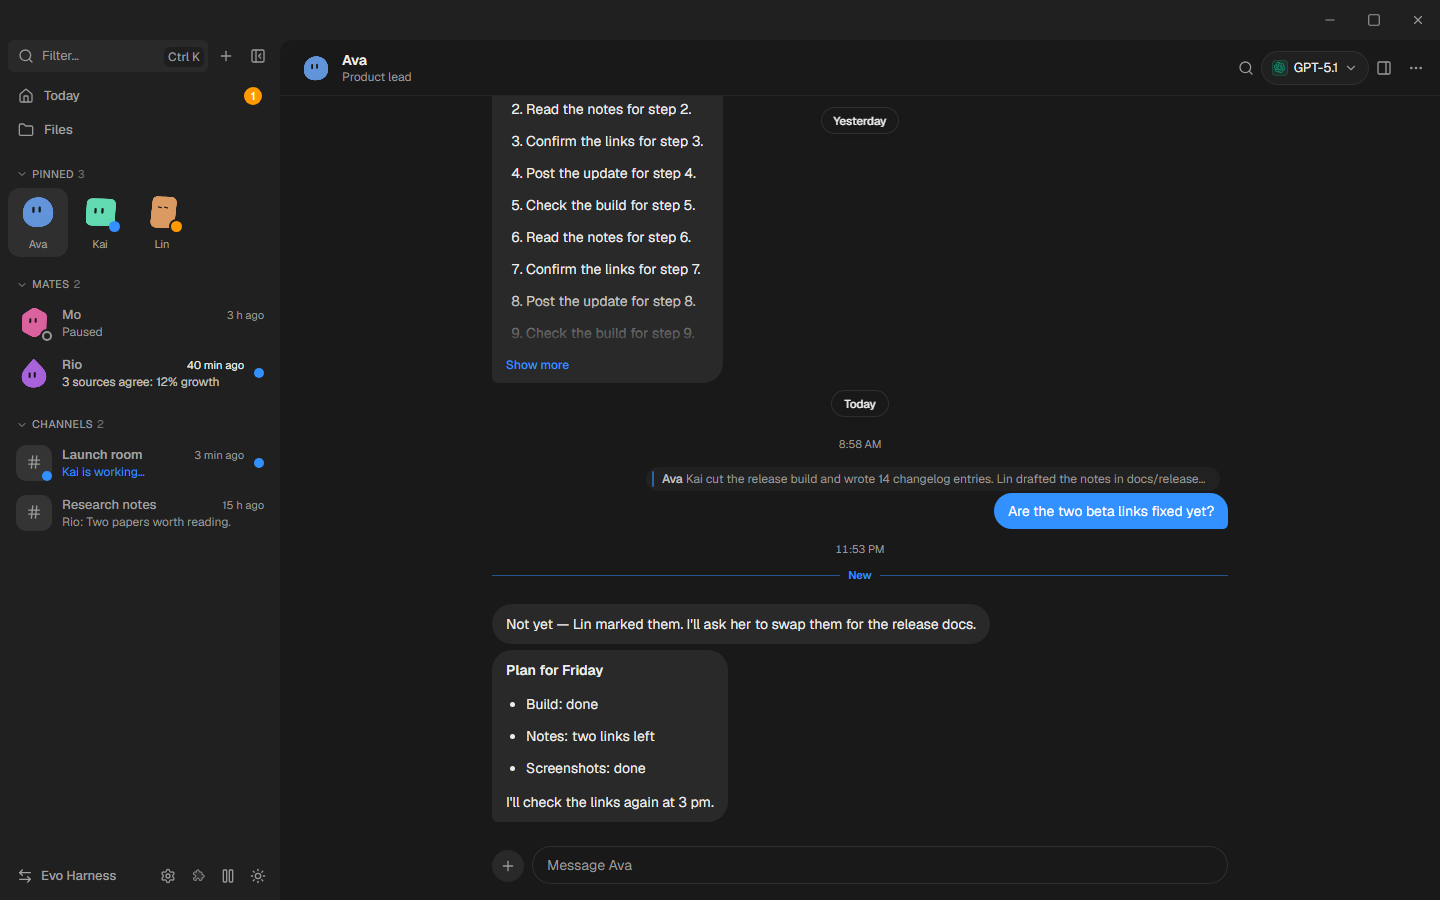 Filter...
Ctrl K
Today
1
Files
PINNED 3
Ava
Kai
Lin
MATES 2
Mo
3 h ago
Paused
Rio
40 min ago
3 sources agree: 12% growth
CHANNELS 2
Launch room
3 min ago
Kai is working...
Research notes
15 h ago
Rio: Two papers worth reading.
Evo Harness
Ava
Product lead
GPT-5.1
Yesterday
2. Read the notes for step 2.
3. Confirm the links for step 3.
4. Post the update for step 4.
5. Check the build for step 5.
6. Read the notes for step 6.
7. Confirm the links for step 7.
8. Post the update for step 8.
9. Check the build for step 9.
Show more
Today
8:58 AM
Ava Kai cut the release build and wrote 14 changelog entries. Lin drafted the notes in docs/release...
Are the two beta links fixed yet?
11:53 PM
New
Not yet — Lin marked them. I'll ask her to swap them for the release docs.
Plan for Friday
• Build: done
• Notes: two links left
• Screenshots: done
I'll check the links again at 3 pm.
Message Ava